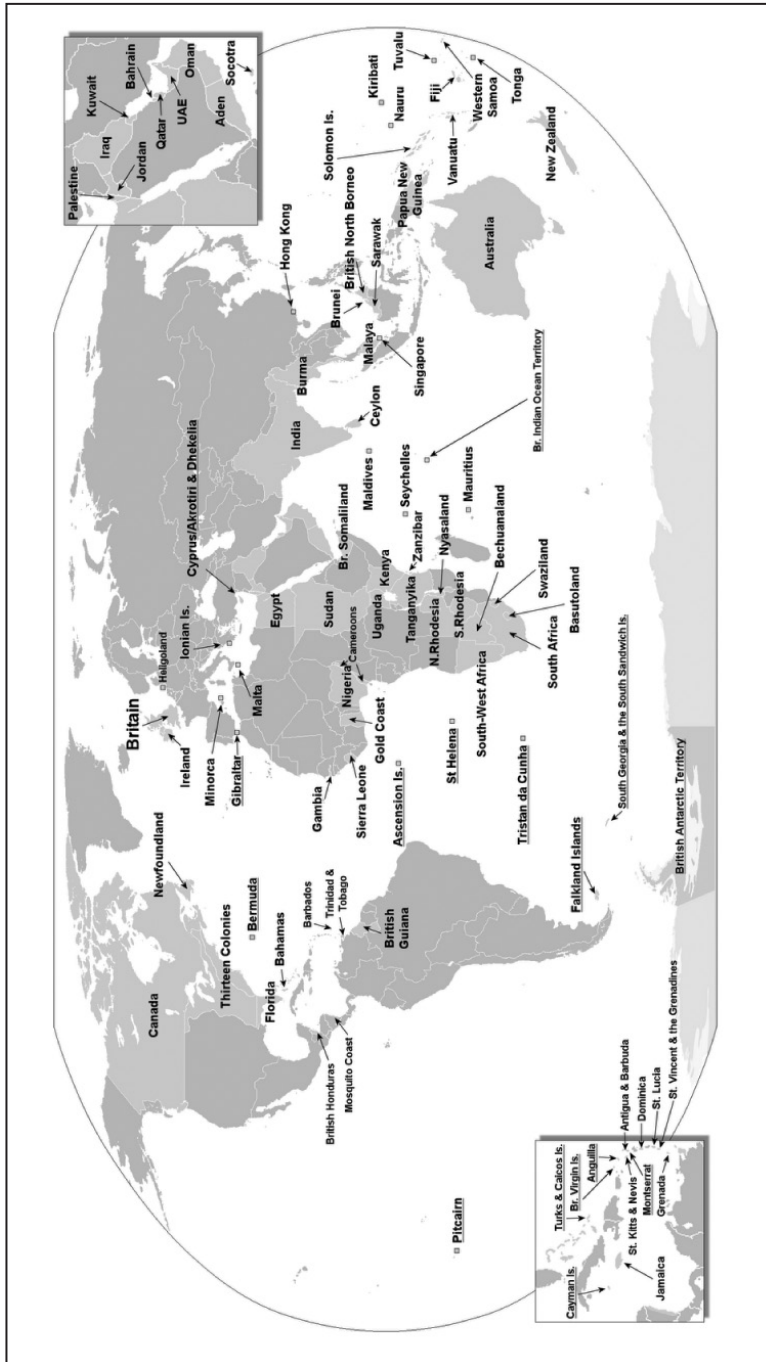 Palestine
Jordan
Iraq
Kuwait
Bahrain
Qatar
UAE
Oman
Aden
Socotra
Canada
Newfoundland
Thirteen Colonies
Bermuda
Florida
Bahamas
Barbados
Trinidad &
Tobago
British
Guiana
British Honduras
Mosquito Coast
Pitcairn
Falkland Islands
South Georgia & the South Sandwich Is.
British Antarctic Territory
Britain
Ireland
Heligoland
Minorca
Gibraltar
Malta
Ionian Is.
Cyprus/Akrotiri & Dhekelia
Egypt
Sudan
Br. Somaliland
Gambia
Sierra Leone
Gold Coast
Nigeria
Cameroons
Uganda
Kenya
Tanganyika
Zanzibar
N.Rhodesia
Nyasaland
S.Rhodesia
Bechuanaland
South-West Africa
South Africa
Swaziland
Basutoland
Ascension Is.
St Helena
Tristan da Cunha
Seychelles
Mauritius
Maldives
Br. Indian Ocean Territory
India
Ceylon
Burma
Hong Kong
Malaya
Singapore
Brunei
British North Borneo
Sarawak
Papua New
Guinea
Solomon Is.
Nauru
Kiribati
Tuvalu
Fiji
Vanuatu
Western
Samoa
Tonga
Australia
New Zealand
Cayman Is.
Jamaica
Turks & Caicos Is.
Br. Virgin Is.
Anguilla
St. Kitts & Nevis
Montserrat
Grenada
Antigua & Barbuda
Dominica
St. Lucia
St. Vincent & the Grenadines